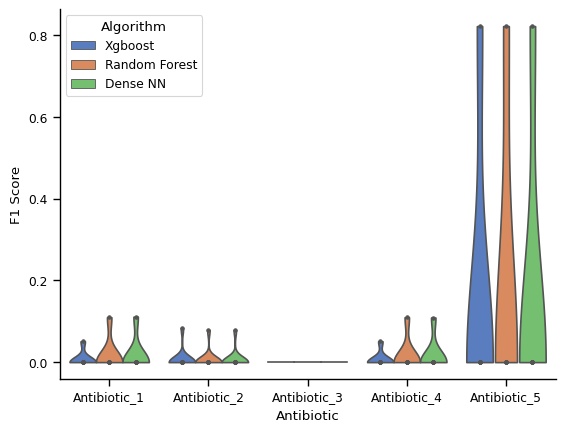 Algorithm
Xgboost
Random Forest
Dense NN
F1 Score
0.8
0.6
0.4
0.2
0.0
Antibiotic_1 Antibiotic_2 Antibiotic_3 Antibiotic_4 Antibiotic_5
Antibiotic